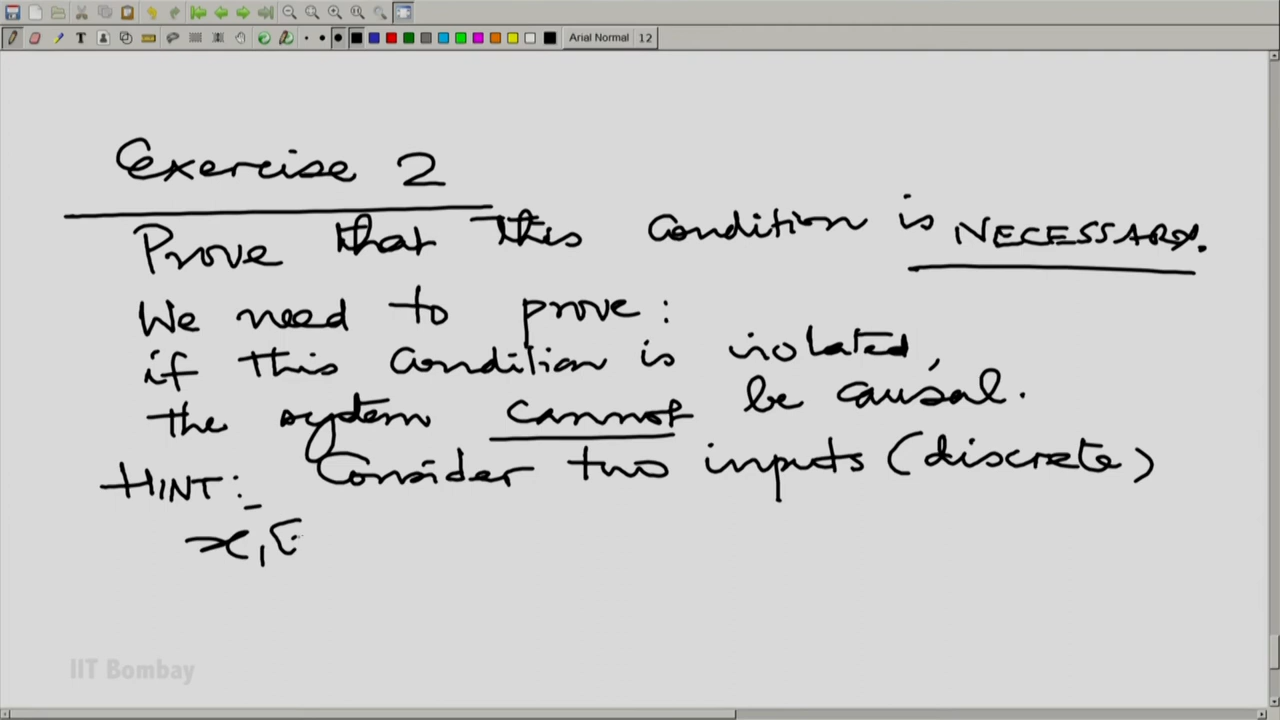 Arial Normal 12
Exercise 2
Prove that this condition is NECESSARY.
We need to prove:
if this condition is violated,
the system cannot be causal.
HINT:- Consider two inputs (discrete)
x₁[
IIT Bombay